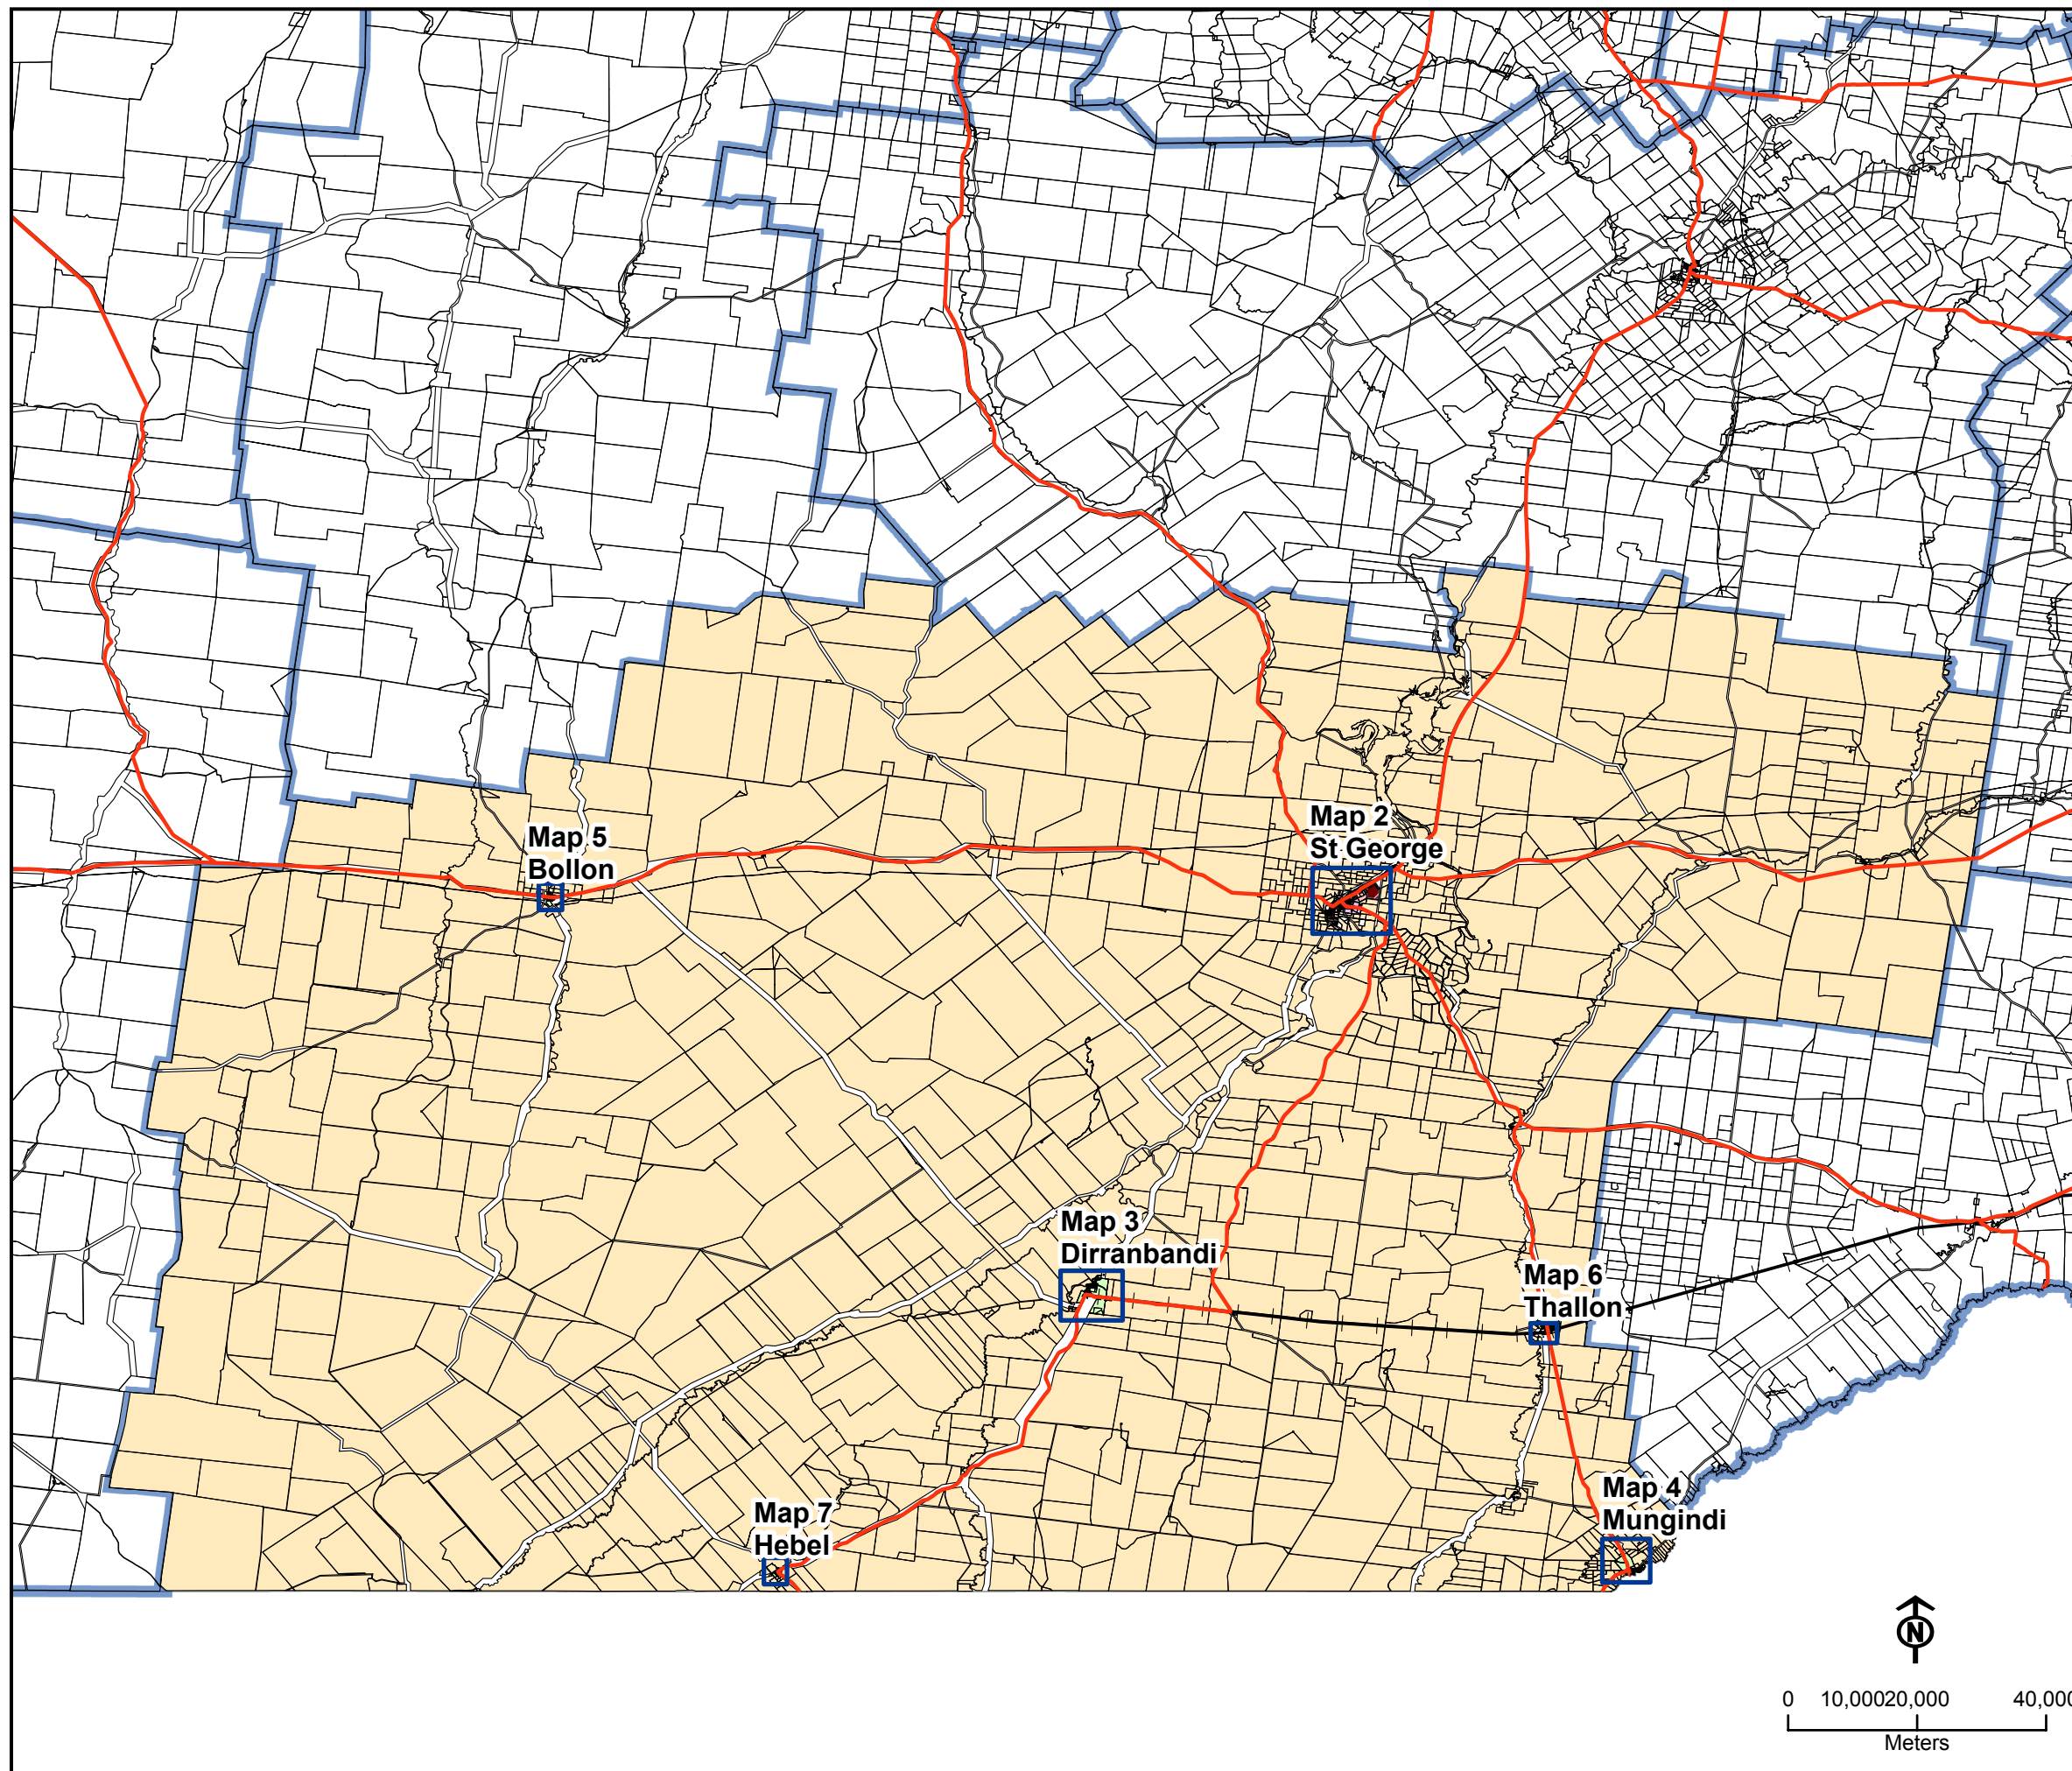 Map 2
St George
Map 5
Bollon
Map 3
Dirranbandi
Map 6
Thallon
Map 4
Mungindi
Map 7
Hebel
N
0 10,000 20,000 40,000
Meters